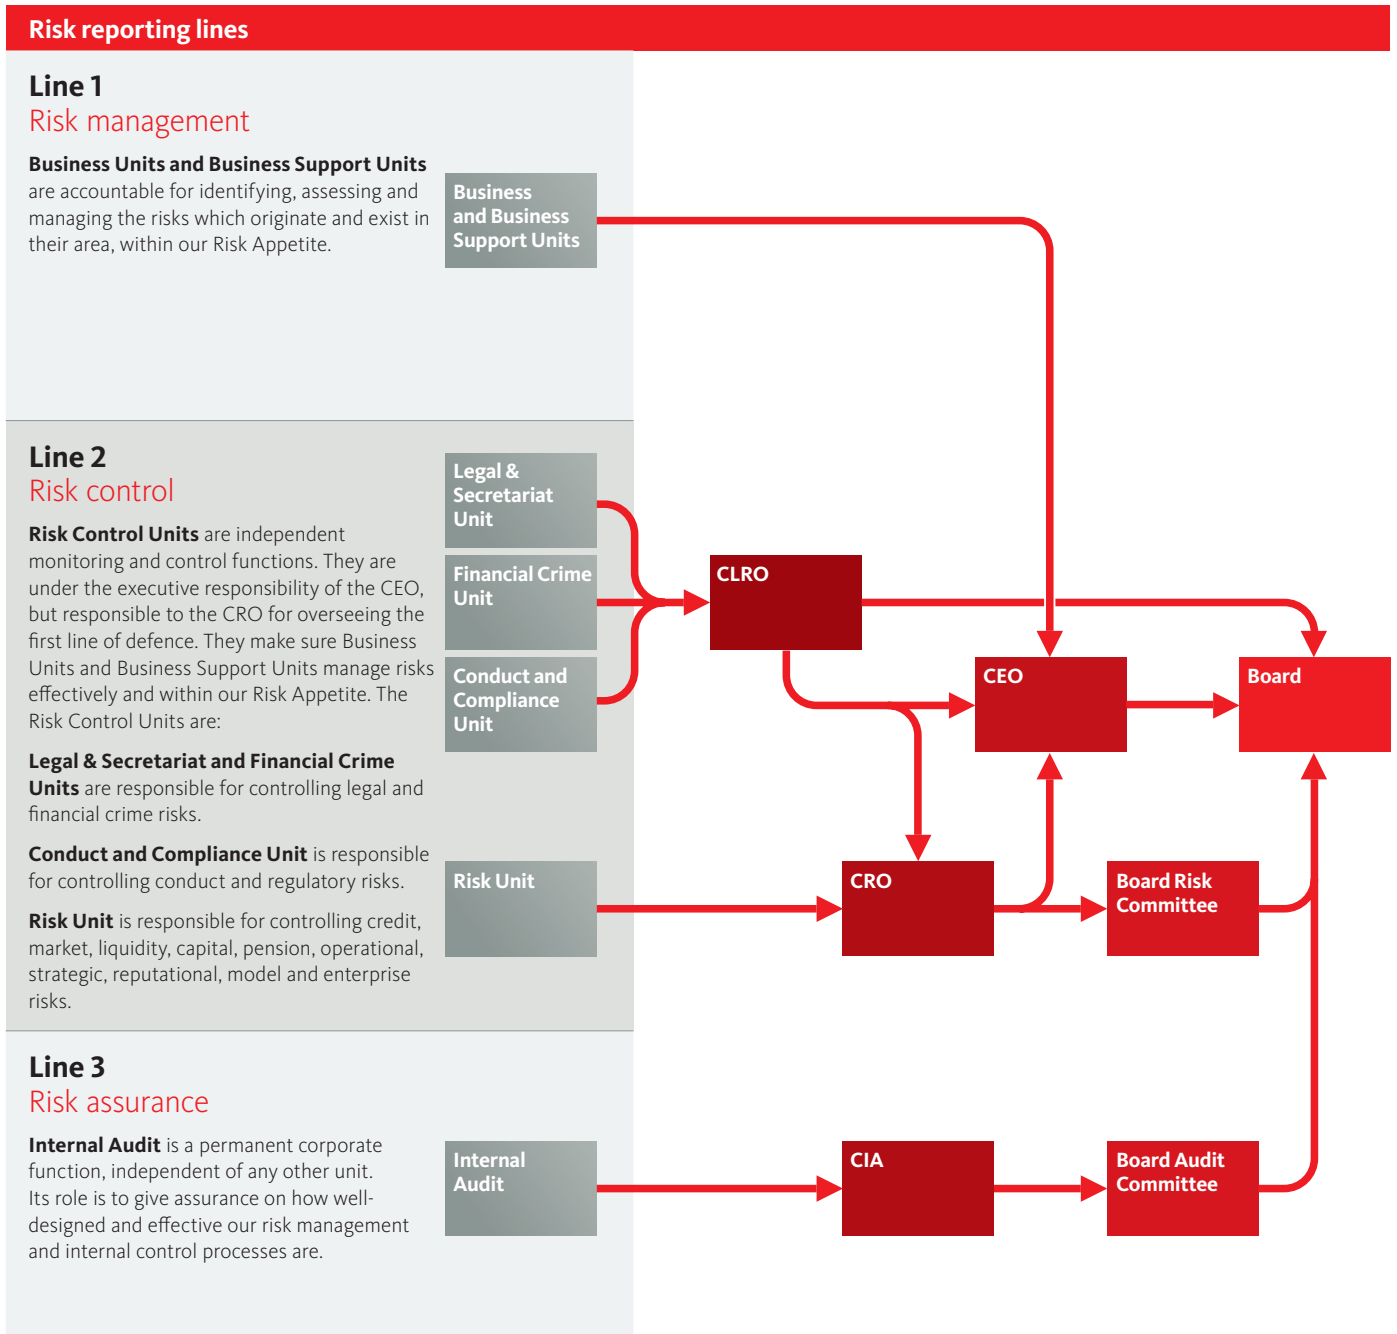 Risk reporting lines
Line 1
Risk management
Business Units and Business Support Units
are accountable for identifying, assessing and
managing the risks which originate and exist in
their area, within our Risk Appetite.
Business
and Business
Support Units
Line 2
Risk control
Risk Control Units are independent
monitoring and control functions. They are
under the executive responsibility of the CEO,
but responsible to the CRO for overseeing the
first line of defence. They make sure Business
Units and Business Support Units manage risks
effectively and within our Risk Appetite. The
Risk Control Units are:
Legal & Secretariat and Financial Crime
Units are responsible for controlling legal and
financial crime risks.
Conduct and Compliance Unit is responsible
for controlling conduct and regulatory risks.
Risk Unit is responsible for controlling credit,
market, liquidity, capital, pension, operational,
strategic, reputational, model and enterprise
risks.
Legal &
Secretariat
Unit
Financial Crime
Unit
Conduct and
Compliance
Unit
Risk Unit
CLRO
CEO
Board
CRO
Board Risk
Committee
Line 3
Risk assurance
Internal Audit is a permanent corporate
function, independent of any other unit.
Its role is to give assurance on how well-
designed and effective our risk management
and internal control processes are.
Internal
Audit
CIA
Board Audit
Committee